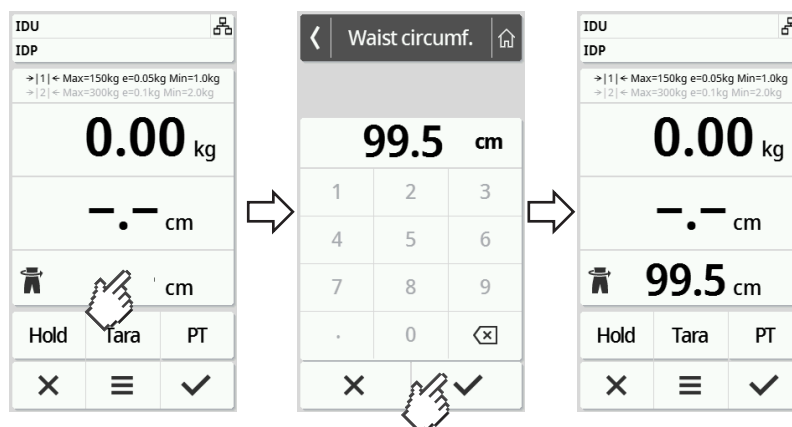 IDU
IDP
→|1|← Max=150kg e=0.05kg Min=1.0kg
→|2|← Max=300kg e=0.1kg Min=2.0kg
0.00 kg
–.– cm
cm
Hold Tara PT
Waist circumf.
99.5 cm
1 2 3
4 5 6
7 8 9
. 0
IDU
IDP
→|1|← Max=150kg e=0.05kg Min=1.0kg
→|2|← Max=300kg e=0.1kg Min=2.0kg
0.00 kg
–.– cm
99.5 cm
Hold Tara PT